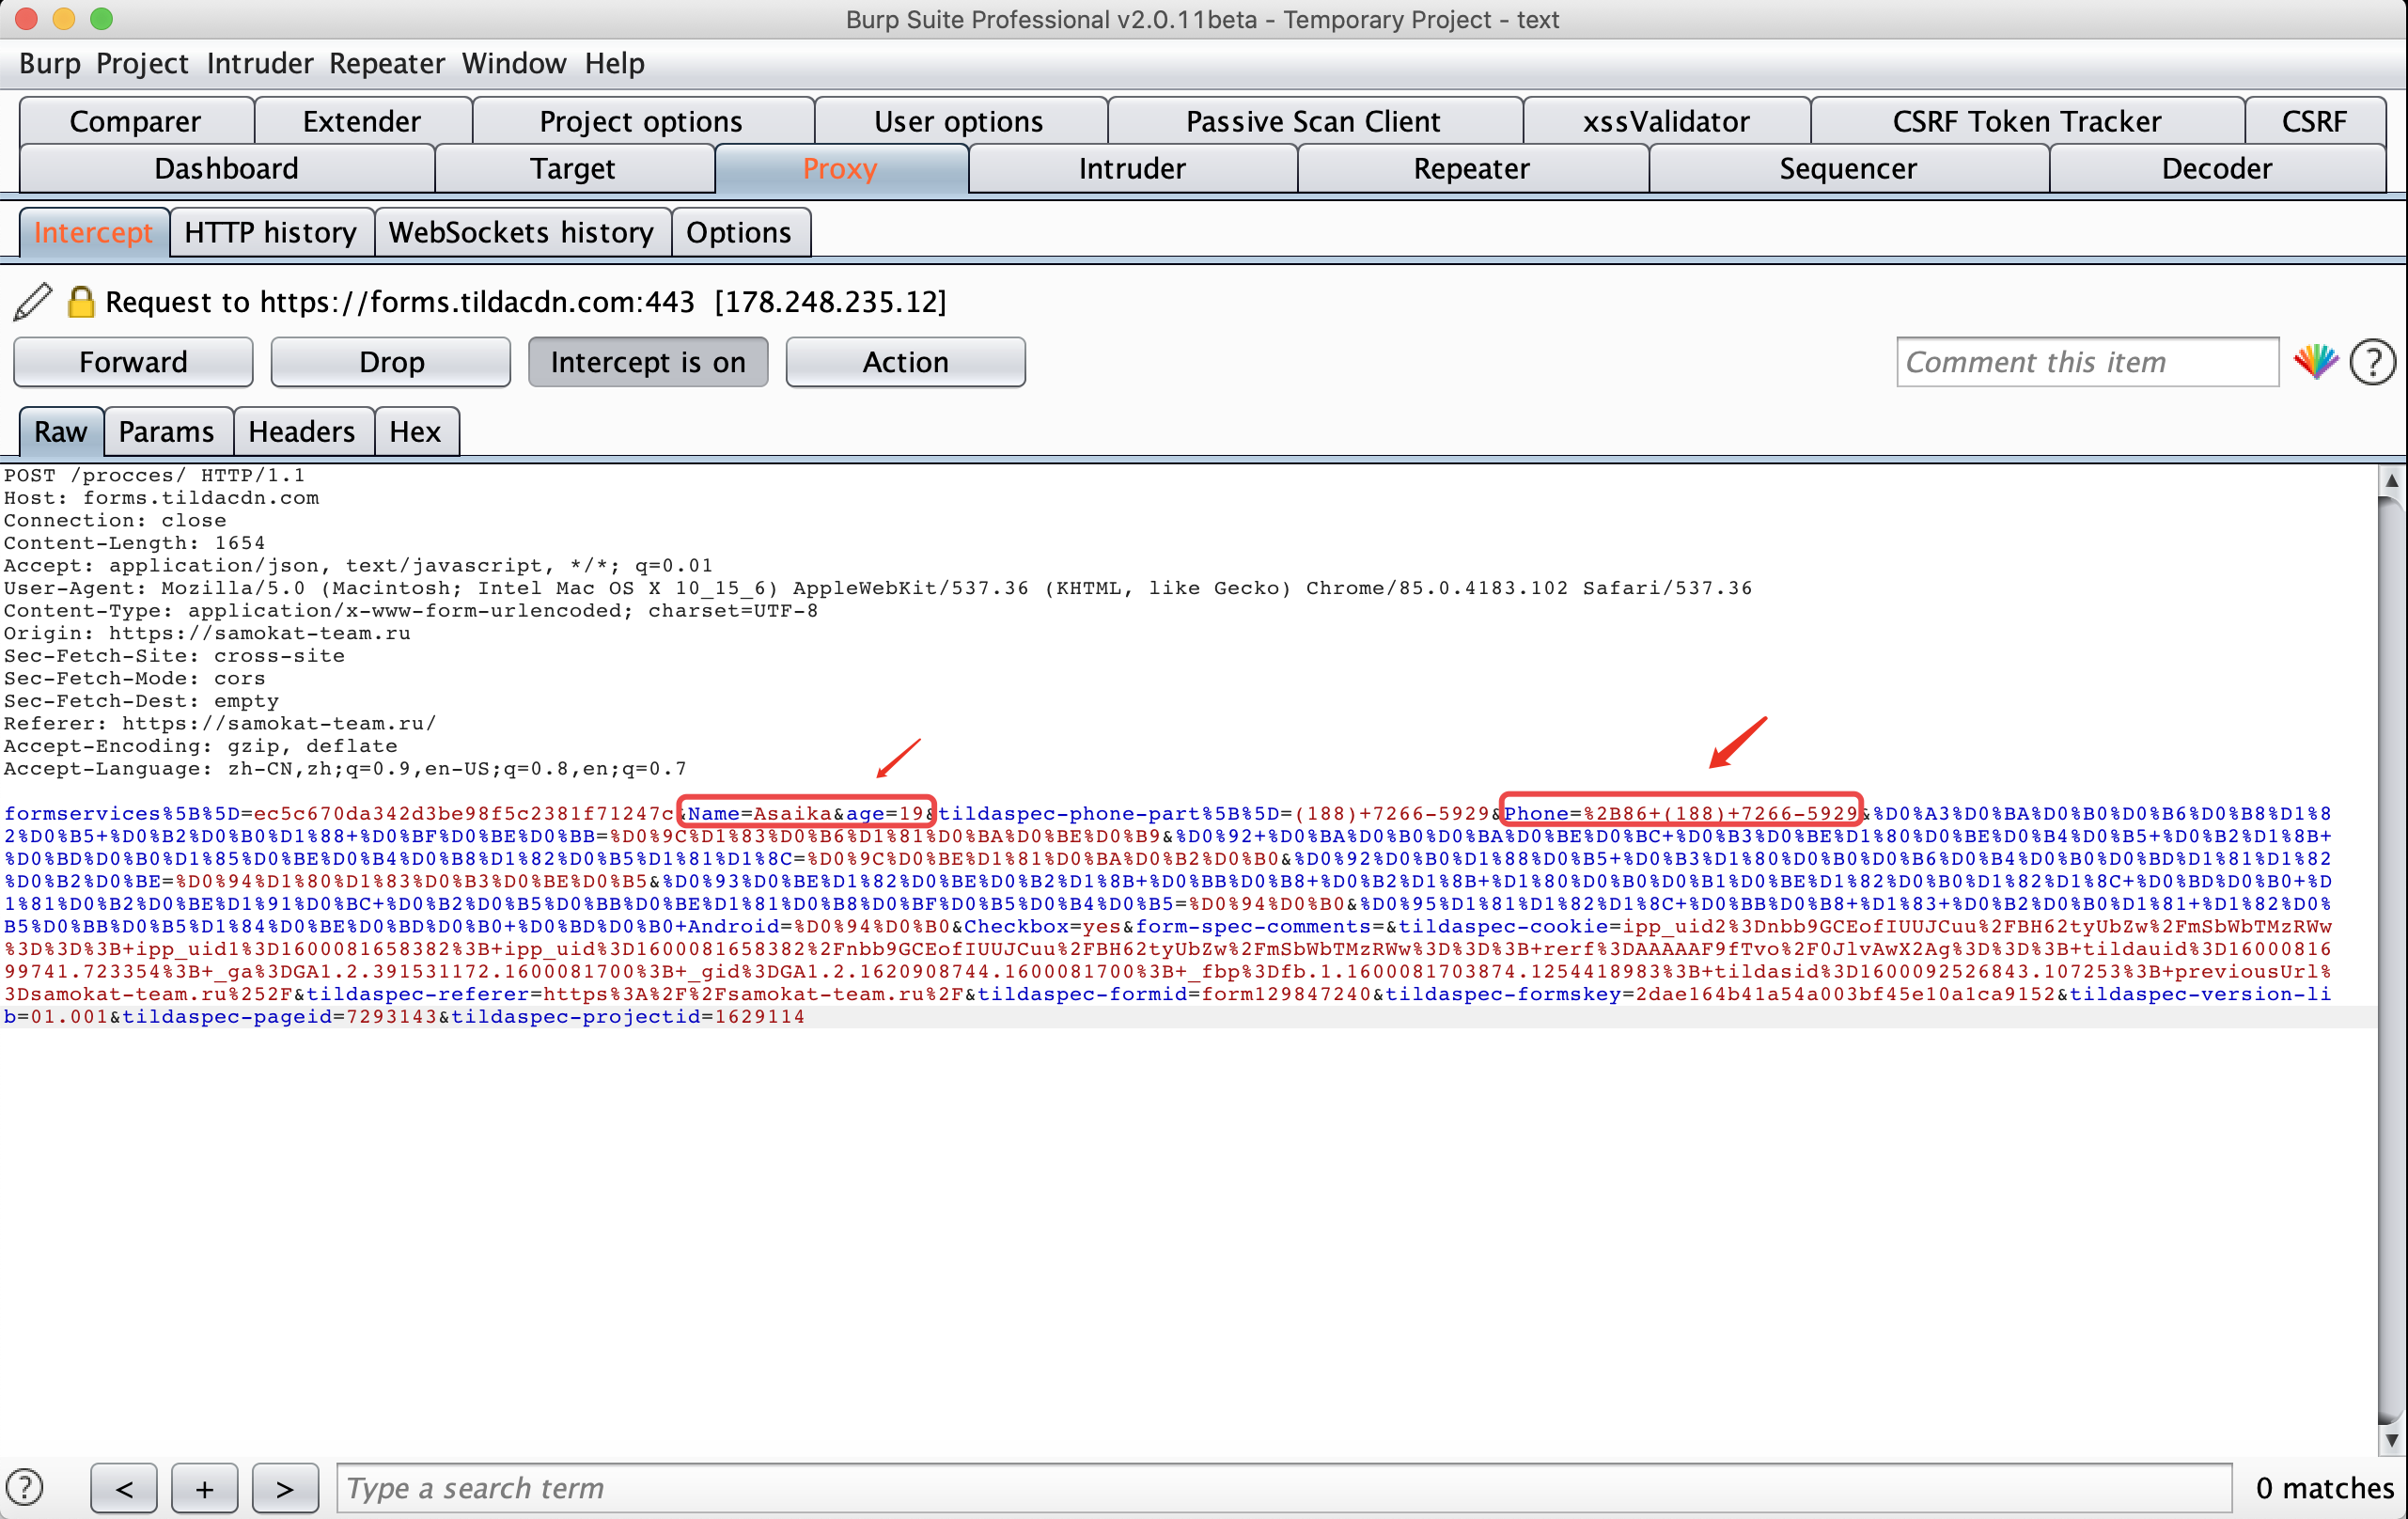 Burp Suite Professional v2.0.11beta - Temporary Project - text
Burp Project Intruder Repeater Window Help
Comparer Extender Project options User options Passive Scan Client xssValidator CSRF Token Tracker CSRF
Dashboard Target Proxy Intruder Repeater Sequencer Decoder
Intercept HTTP history WebSockets history Options
Request to https://forms.tildacdn.com:443 [178.248.235.12]
Forward Drop Intercept is on Action Comment this item ?
Raw Params Headers Hex
POST /procces/ HTTP/1.1
Host: forms.tildacdn.com
Connection: close
Content-Length: 1654
Accept: application/json, text/javascript, */*; q=0.01
User-Agent: Mozilla/5.0 (Macintosh; Intel Mac OS X 10_15_6) AppleWebKit/537.36 (KHTML, like Gecko) Chrome/85.0.4183.102 Safari/537.36
Content-Type: application/x-www-form-urlencoded; charset=UTF-8
Origin: https://samokat-team.ru
Sec-Fetch-Site: cross-site
Sec-Fetch-Mode: cors
Sec-Fetch-Dest: empty
Referer: https://samokat-team.ru/
Accept-Encoding: gzip, deflate
Accept-Language: zh-CN,zh;q=0.9,en-US;q=0.8,en;q=0.7
formservices%5B%5D=ec5c670da342d3be98f5c2381f71247c&Name=Asaika&age=19&tildaspec-phone-part%5B%5D=(188)+7266-5929&Phone=%2B86+(188)+7266-5929&%D0%A3%D0%BA%D0%B0%D0%B6%D0%B8%D1%8
2%D0%B5+%D0%B2%D0%B0%D1%88+%D0%BF%D0%BE%D0%BB=%D0%9C%D1%83%D0%B6%D1%81%D0%BA%D0%BE%D0%B9&%D0%92+%D0%BA%D0%B0%D0%BA%D0%BE%D0%BC+%D0%B3%D0%BE%D1%80%D0%BE%D0%B4%D0%B5+%D0%B2%D1%8B+
%D0%BD%D0%B0%D1%85%D0%BE%D0%B4%D0%B8%D1%82%D0%B5%D1%81%D1%8C=%D0%9C%D0%BE%D1%81%D0%BA%D0%B2%D0%B0&%D0%92%D0%B0%D1%88%D0%B5+%D0%B3%D1%80%D0%B0%D0%B6%D0%B4%D0%B0%D0%BD%D1%81%D1%82
%D0%B2%D0%BE=%D0%94%D1%80%D1%83%D0%B3%D0%BE%D0%B5&%D0%93%D0%BE%D1%82%D0%BE%D0%B2%D1%8B+%D0%BB%D0%B8+%D0%B2%D1%8B+%D1%80%D0%B0%D0%B1%D0%BE%D1%82%D0%B0%D1%82%D1%8C+%D0%BD%D0%B0+%D
1%81%D0%B2%D0%BE%D1%91%D0%BC+%D0%B2%D0%B5%D0%BB%D0%BE%D1%81%D0%B8%D0%BF%D0%B5%D0%B4%D0%B5=%D0%94%D0%B0&%D0%95%D1%81%D1%82%D1%8C+%D0%BB%D0%B8+%D1%83+%D0%B2%D0%B0%D1%81+%D1%82%D0%
B5%D0%BB%D0%B5%D1%84%D0%BE%D0%BD%D0%B0+%D0%BD%D0%B0+Android=%D0%94%D0%B0&Checkbox=yes&form-spec-comments=&tildaspec-cookie=ipp_uid2%3Dnbb9GCEofIUUJCuu%2FBH62tyUbZw%2FmSbWbTMzRWw
%3D%3D%3B+ipp_uid1%3D1600081658382%3B+ipp_uid%3D1600081658382%2Fnbb9GCEofIUUJCuu%2FBH62tyUbZw%2FmSbWbTMzRWw%3D%3D%3B+rerf%3DAAAAAF9fTvo%2F0JlvAwX2Ag%3D%3D%3B+tildauid%3D16000816
99741.723354%3B+_ga%3DGA1.2.391531172.1600081700%3B+_gid%3DGA1.2.1620908744.1600081700%3B+_fbp%3Dfb.1.1600081703874.1254418983%3B+tildasid%3D1600092526843.107253%3B+previousUrl%
3Dsamokat-team.ru%252F&tildaspec-referer=https%3A%2F%2Fsamokat-team.ru%2F&tildaspec-formid=form129847240&tildaspec-formskey=2dae164b41a54a003bf45e10a1ca9152&tildaspec-version-li
b=01.001&tildaspec-pageid=7293143&tildaspec-projectid=1629114
? < + > Type a search term 0 matches